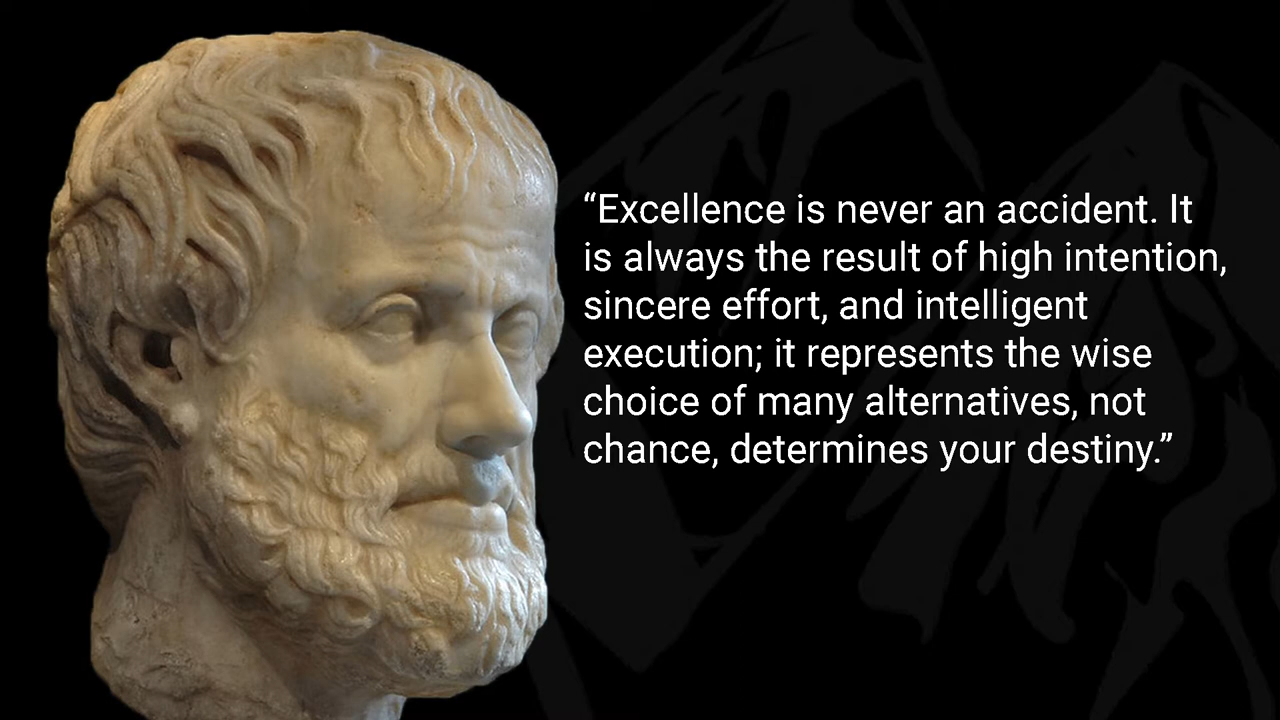 “Excellence is never an accident. It
is always the result of high intention,
sincere effort, and intelligent
execution; it represents the wise
choice of many alternatives, not
chance, determines your destiny.”